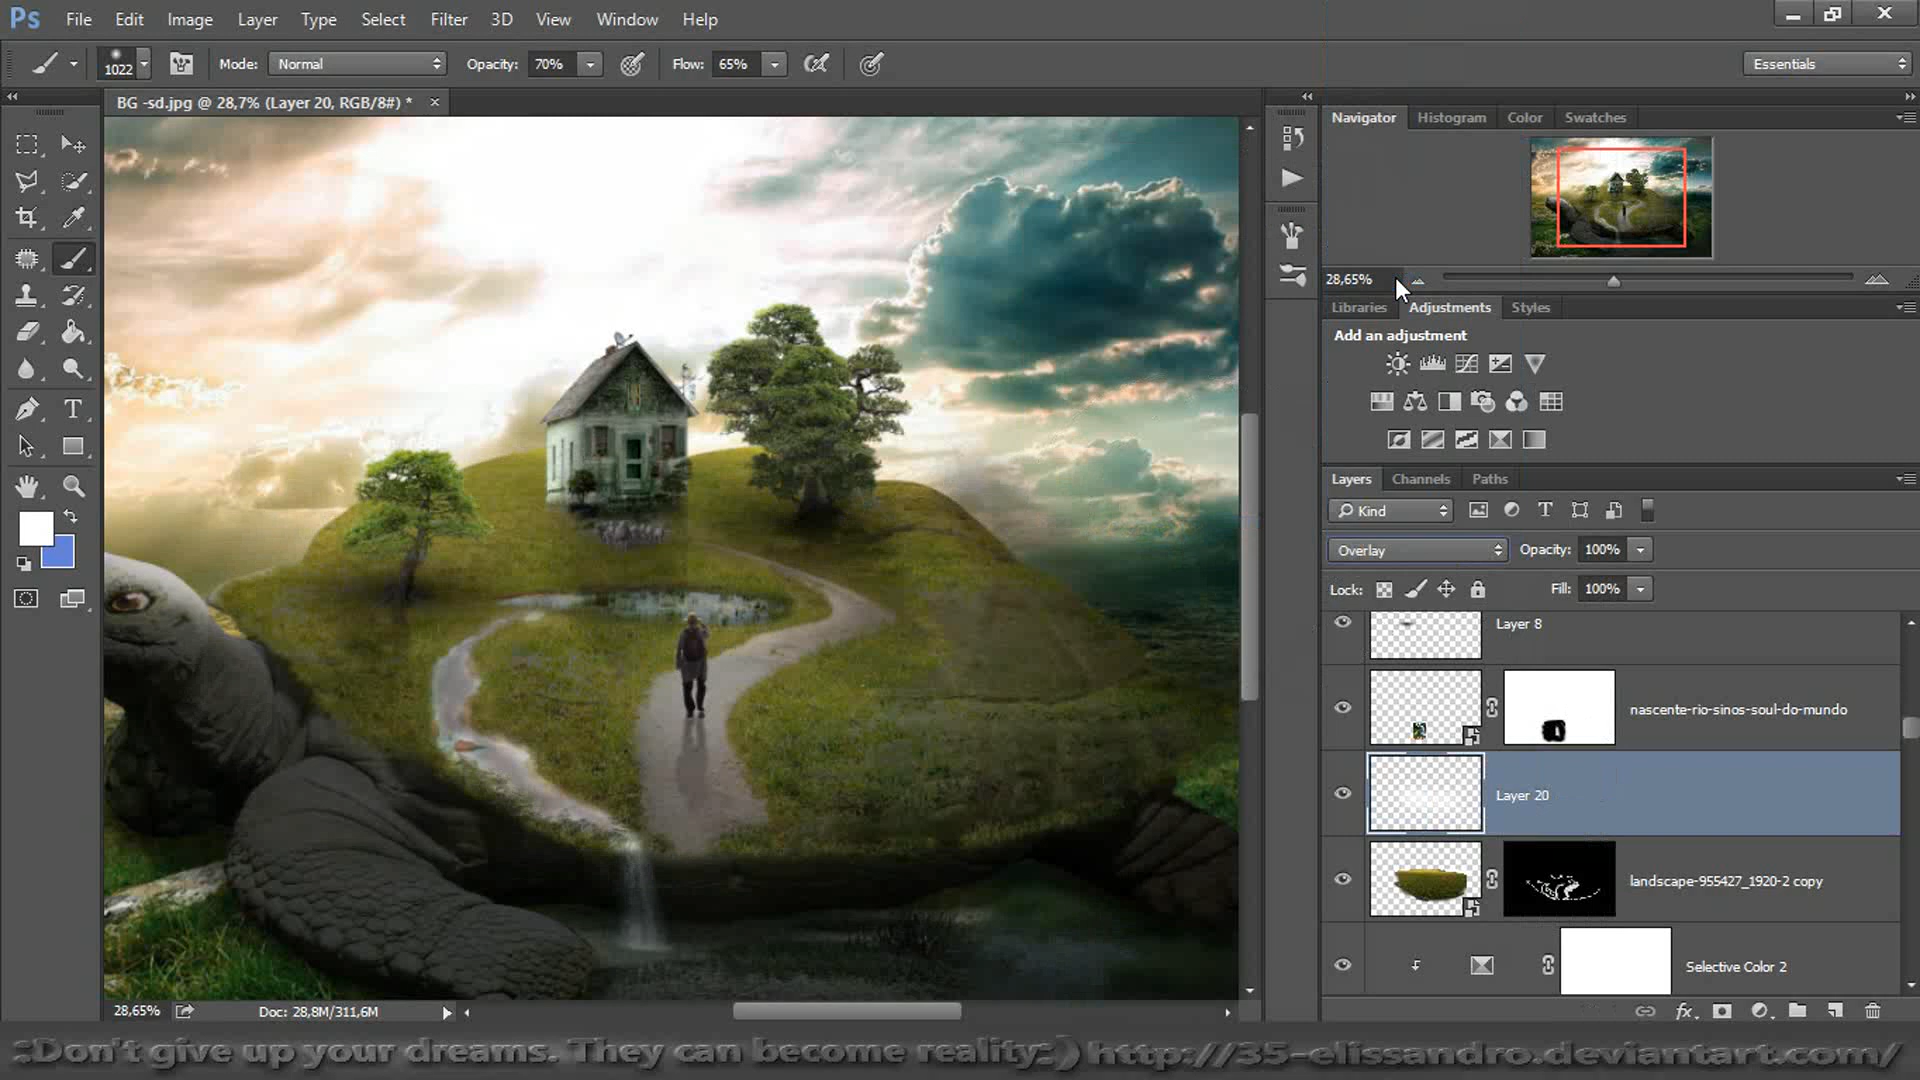 Ps File Edit Image Layer Type Select Filter 3D View Window Help
1022 Mode: Normal Opacity: 70% Flow: 65% Essentials
BG -sd.jpg @ 28,7% (Layer 20, RGB/8#) *
Navigator Histogram Color Swatches
28,65%
Libraries Adjustments Styles
Add an adjustment
Layers Channels Paths
Kind
Overlay Opacity: 100%
Lock: Fill: 100%
Layer 8
nascente-rio-sinos-soul-do-mundo
Layer 20
landscape-955427_1920-2 copy
Selective Color 2
28,65% Doc: 28,8M/311,6M
fx
:Don't give up your dreams. They can become reality:) http://35-elissandro.deviantart.com/